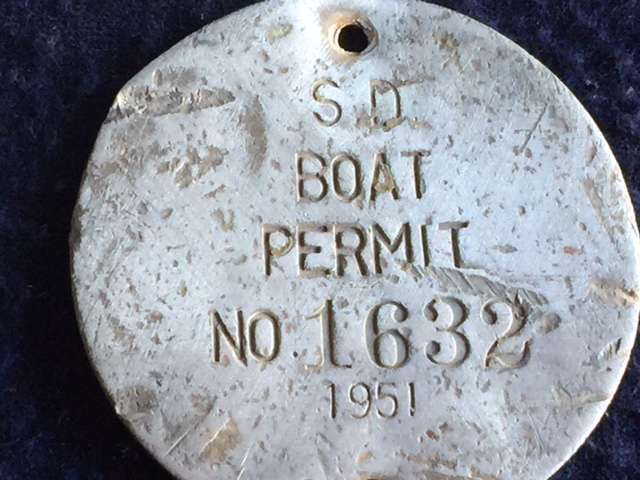 S.D.
BOAT
PERMIT
NO 1632
1951